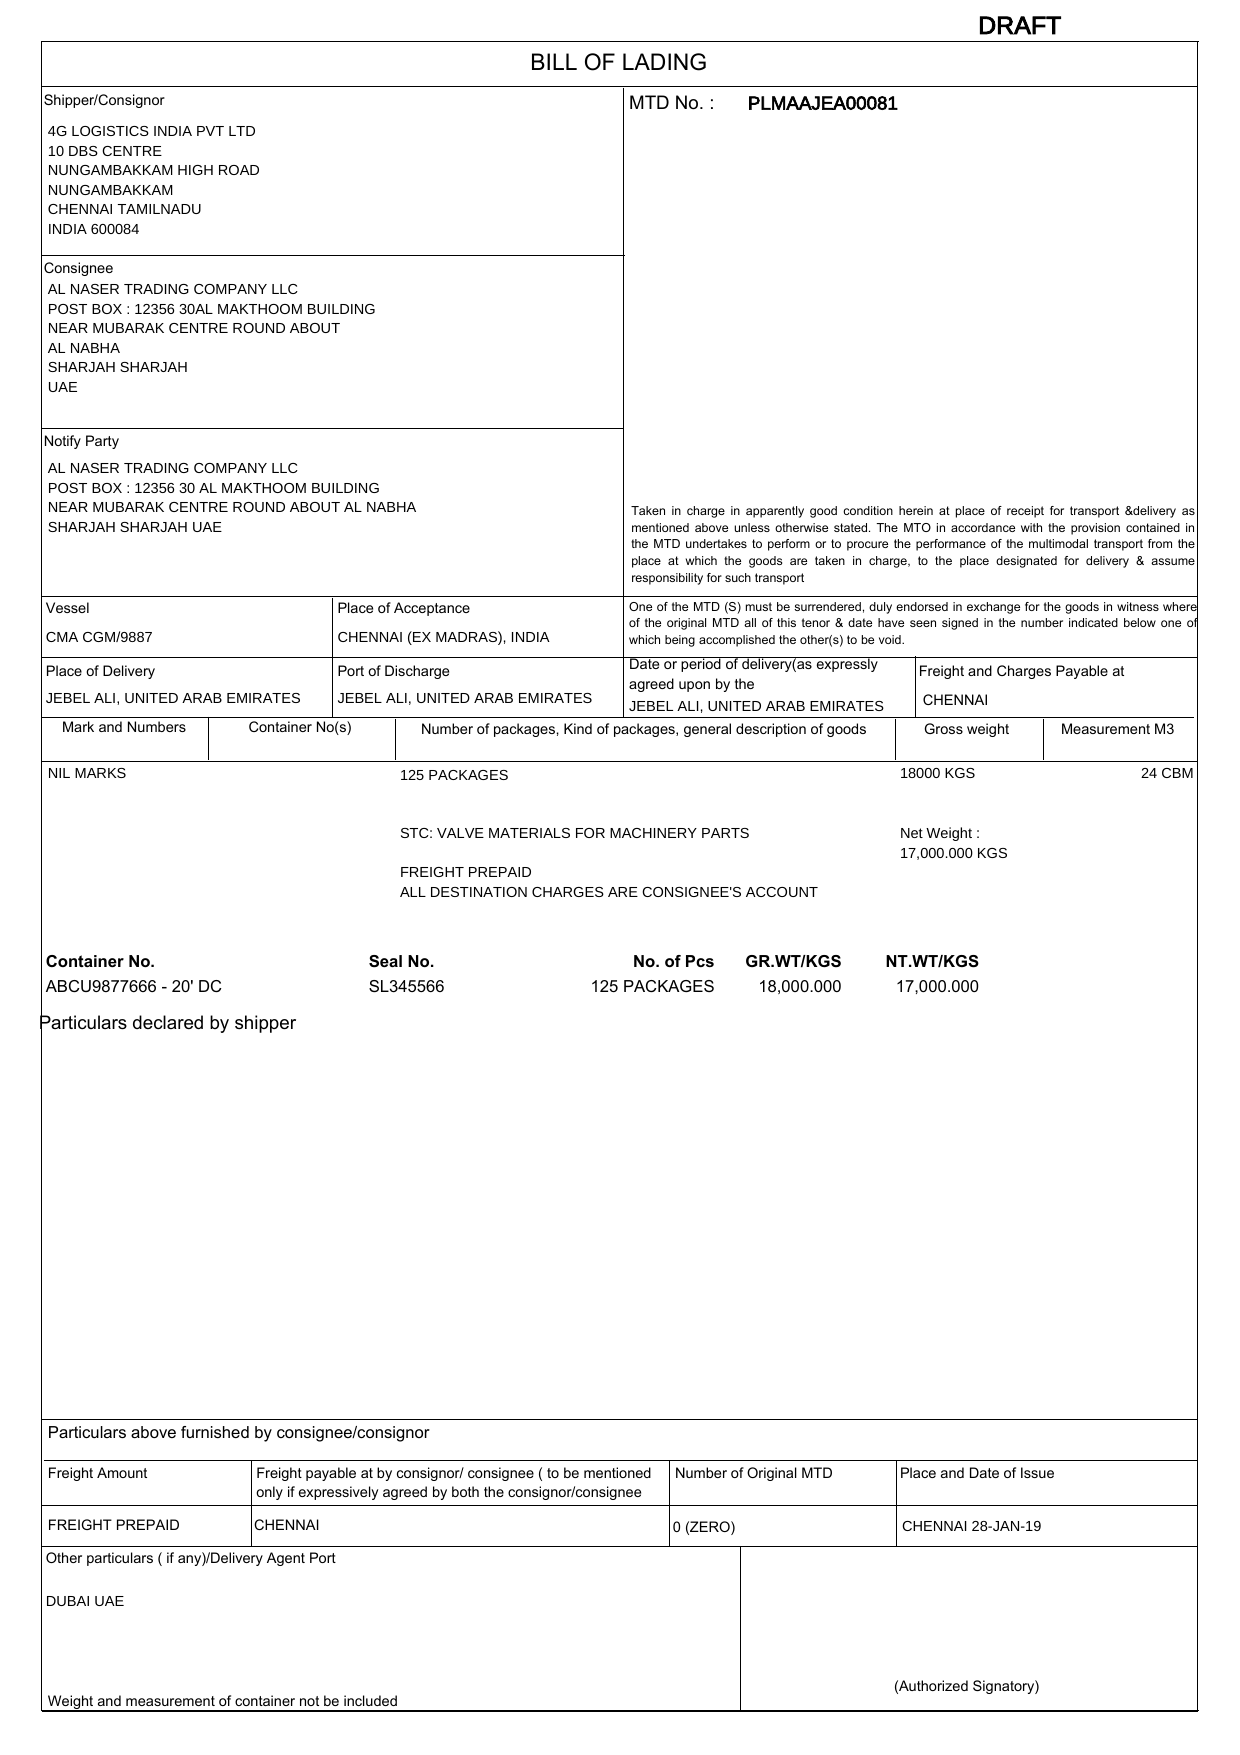 DRAFT
BILL OF LADING
Shipper/Consignor
4G LOGISTICS INDIA PVT LTD
10 DBS CENTRE
NUNGAMBAKKAM HIGH ROAD
NUNGAMBAKKAM
CHENNAI TAMILNADU
INDIA 600084
MTD No. : PLMAAJEA00081
Consignee
AL NASER TRADING COMPANY LLC
POST BOX : 12356 30AL MAKTHOOM BUILDING
NEAR MUBARAK CENTRE ROUND ABOUT
AL NABHA
SHARJAH SHARJAH
UAE
Notify Party
AL NASER TRADING COMPANY LLC
POST BOX : 12356 30 AL MAKTHOOM BUILDING
NEAR MUBARAK CENTRE ROUND ABOUT AL NABHA
SHARJAH SHARJAH UAE
Taken in charge in apparently good condition herein at place of receipt for transport &delivery as
mentioned above unless otherwise stated. The MTO in accordance with the provision contained in
the MTD undertakes to perform or to procure the performance of the multimodal transport from the
place at which the goods are taken in charge, to the place designated for delivery & assume
responsibility for such transport
Vessel
CMA CGM/9887
Place of Acceptance
CHENNAI (EX MADRAS), INDIA
One of the MTD (S) must be surrendered, duly endorsed in exchange for the goods in witness where
of the original MTD all of this tenor & date have seen signed in the number indicated below one of
which being accomplished the other(s) to be void.
Place of Delivery
JEBEL ALI, UNITED ARAB EMIRATES
Port of Discharge
JEBEL ALI, UNITED ARAB EMIRATES
Date or period of delivery(as expressly
agreed upon by the
JEBEL ALI, UNITED ARAB EMIRATES
Freight and Charges Payable at
CHENNAI
Mark and Numbers Container No(s) Number of packages, Kind of packages, general description of goods Gross weight Measurement M3
NIL MARKS 125 PACKAGES 18000 KGS 24 CBM
STC: VALVE MATERIALS FOR MACHINERY PARTS Net Weight :
17,000.000 KGS
FREIGHT PREPAID
ALL DESTINATION CHARGES ARE CONSIGNEE'S ACCOUNT
Container No. Seal No. No. of Pcs GR.WT/KGS NT.WT/KGS
ABCU9877666 - 20' DC SL345566 125 PACKAGES 18,000.000 17,000.000
Particulars declared by shipper
Particulars above furnished by consignee/consignor
Freight Amount
Freight payable at by consignor/ consignee ( to be mentioned
only if expressively agreed by both the consignor/consignee
Number of Original MTD
Place and Date of Issue
FREIGHT PREPAID CHENNAI 0 (ZERO) CHENNAI 28-JAN-19
Other particulars ( if any)/Delivery Agent Port
DUBAI UAE
(Authorized Signatory)
Weight and measurement of container not be included